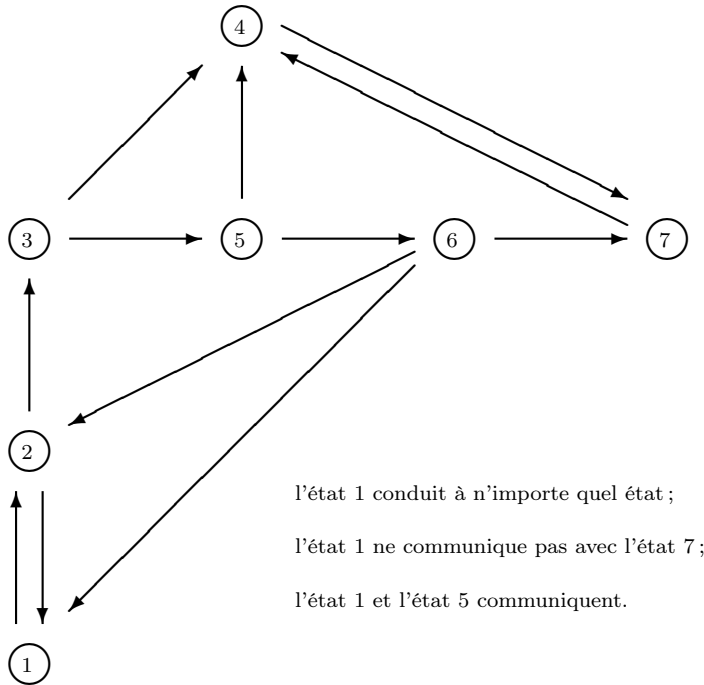 4
3
5
6
7
2
l'état 1 conduit à n'importe quel état ;
l'état 1 ne communique pas avec l'état 7 ;
l'état 1 et l'état 5 communiquent.
1